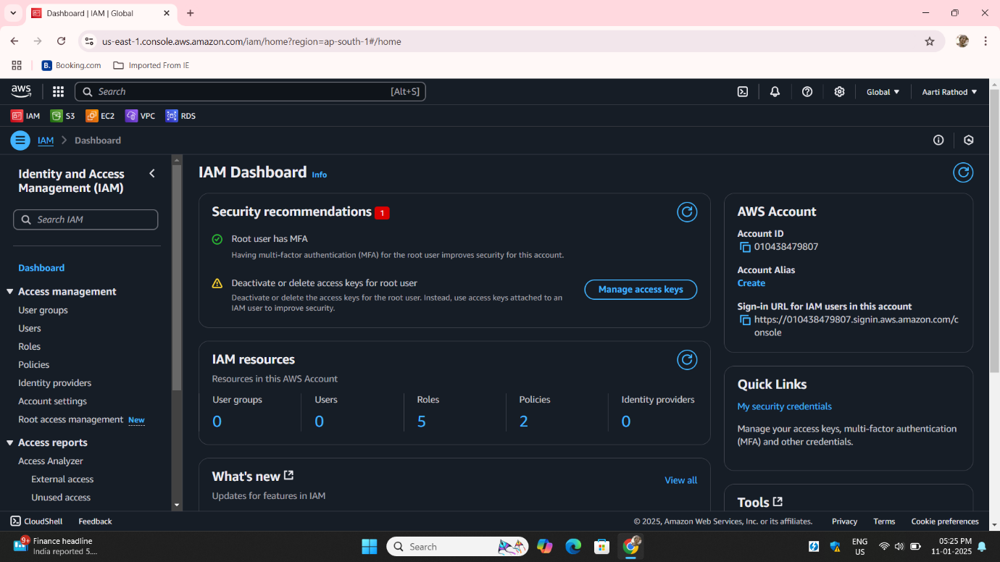 Dashboard | IAM | Global
us-east-1.console.aws.amazon.com/iam/home?region=ap-south-1#/home
B. Booking.com
Imported From IE
aws
Search
[Alt+S]
Global
Aarti Rathod
IAM
S3
EC2
VPC
RDS
IAM
Dashboard
Identity and Access
Management (IAM)
Search IAM
Dashboard
Access management
User groups
Users
Roles
Policies
Identity providers
Account settings
Root access management New
Access reports
Access Analyzer
External access
Unused access
IAM Dashboard Info
Security recommendations 1
Root user has MFA
Having multi-factor authentication (MFA) for the root user improves security for this account.
Deactivate or delete access keys for root user
Deactivate or delete the access keys for the root user. Instead, use access keys attached to an
IAM user to improve security.
Manage access keys
IAM resources
Resources in this AWS Account
User groups
0
Users
0
Roles
5
Policies
2
Identity providers
0
What's new
View all
Updates for features in IAM
AWS Account
Account ID
010438479807
Account Alias
Create
Sign-in URL for IAM users in this account
https://010438479807.signin.aws.amazon.com/c
onsole
Quick Links
My security credentials
Manage your access keys, multi-factor authentication
(MFA) and other credentials.
Tools
CloudShell
Feedback
© 2025, Amazon Web Services, Inc. or its affiliates.
Privacy
Terms
Cookie preferences
9+
Finance headline
India reported 5....
Search
ENG
US
05:25 PM
11-01-2025